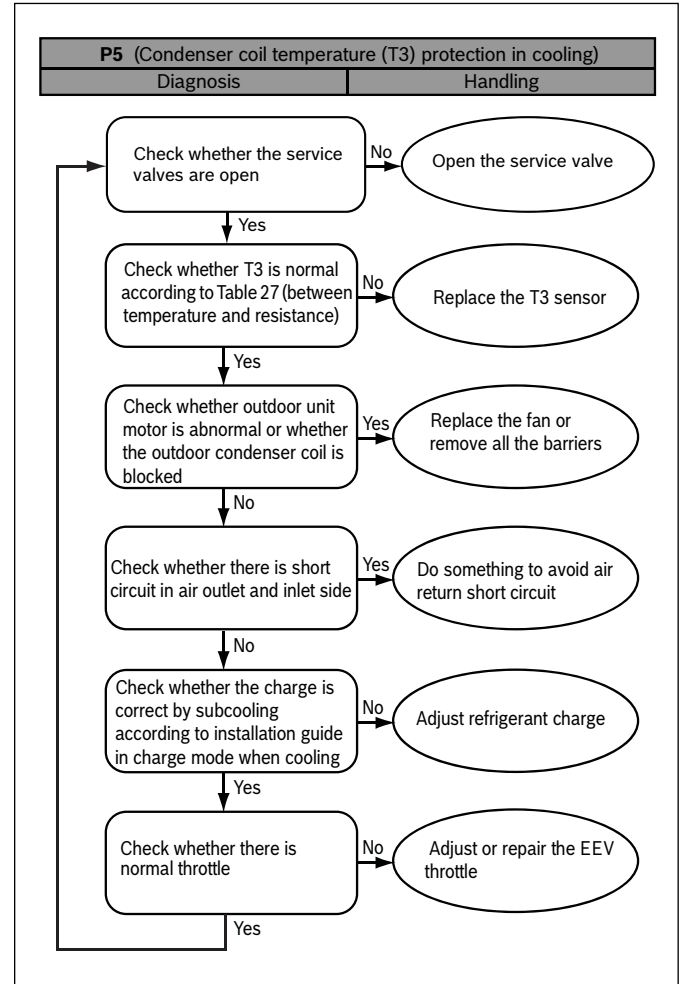 P5 (Condenser coil temperature (T3) protection in cooling)
Diagnosis
Handling
Check whether the service
valves are open
No
Open the service valve
Yes
Check whether T3 is normal
according to Table 27 (between
temperature and resistance)
No
Replace the T3 sensor
Yes
Check whether outdoor unit
motor is abnormal or whether
the outdoor condenser coil is
blocked
Yes
Replace the fan or
remove all the barriers
No
Check whether there is short
circuit in air outlet and inlet side
Yes
Do something to avoid air
return short circuit
No
Check whether the charge is
correct by subcooling
according to installation guide
in charge mode when cooling
No
Adjust refrigerant charge
Yes
Check whether there is
normal throttle
No
Adjust or repair the EEV
throttle
Yes